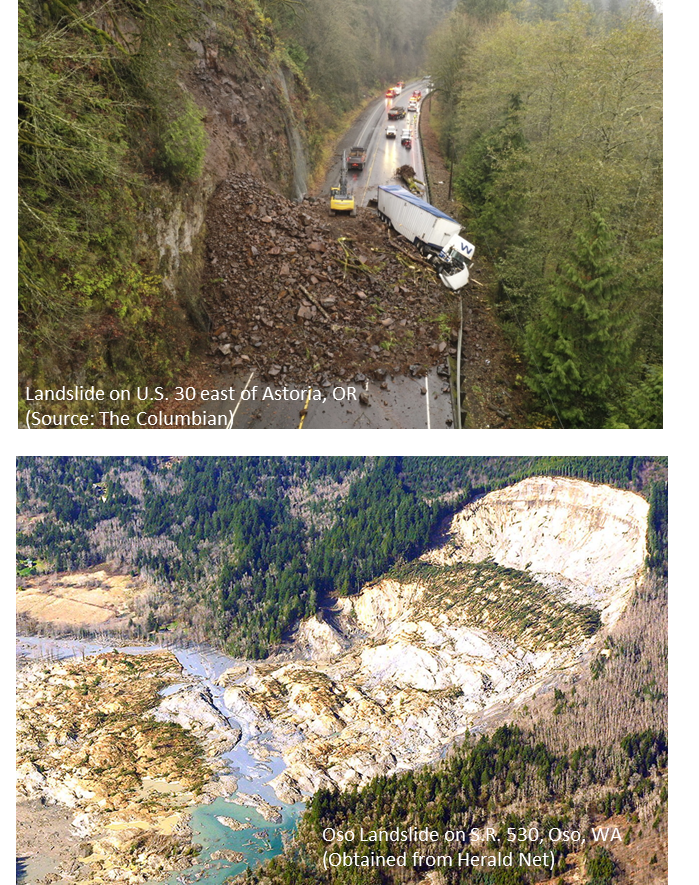 W
Landslide on U.S. 30 east of Astoria, OR
(Source: The Columbian)
Oso Landslide on S.R. 530, Oso, WA
(Obtained from Herald Net)